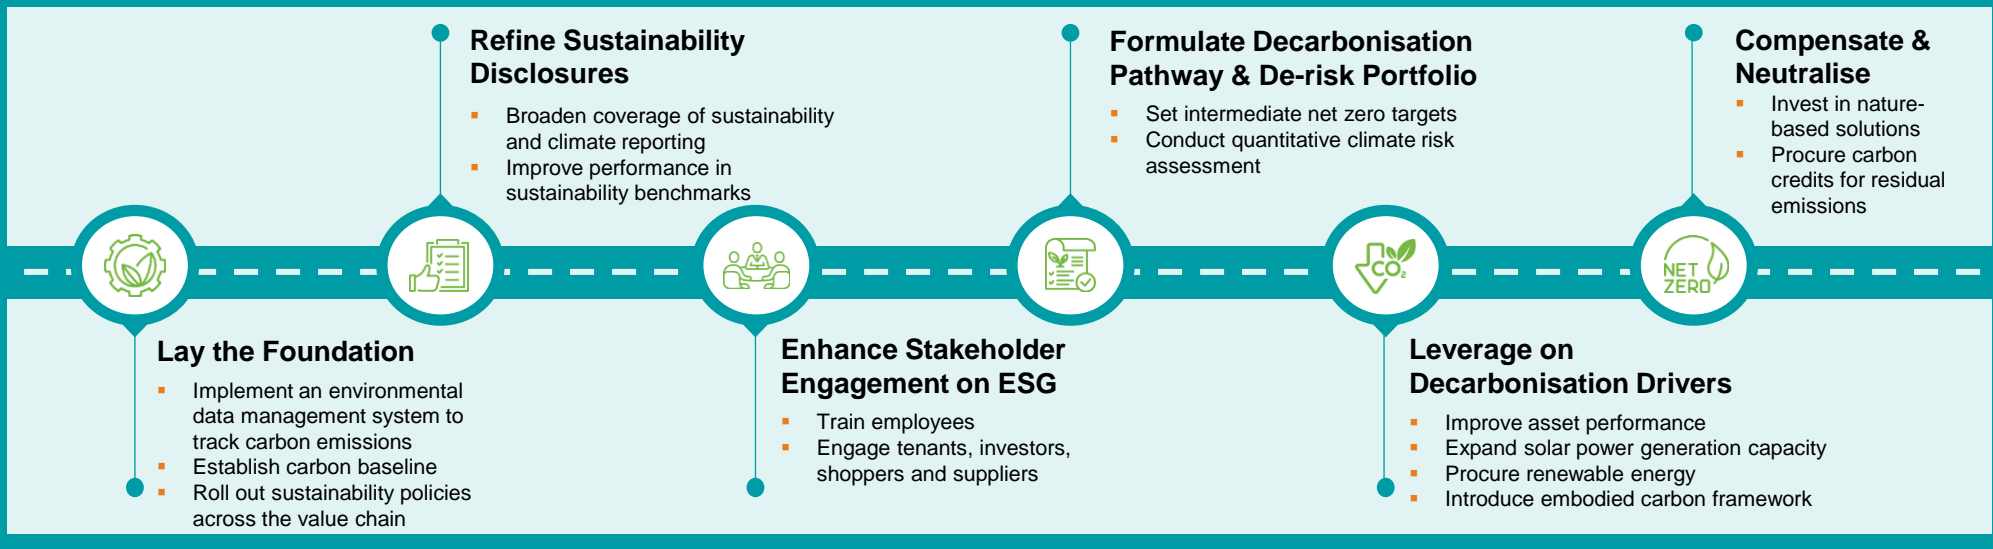 Refine Sustainability
Disclosures
▪ Broaden coverage of sustainability
and climate reporting
▪ Improve performance in
sustainability benchmarks
Formulate Decarbonisation
Pathway & De-risk Portfolio
▪ Set intermediate net zero targets
▪ Conduct quantitative climate risk
assessment
Compensate &
Neutralise
▪ Invest in nature-
based solutions
▪ Procure carbon
credits for residual
emissions
CO₂
NET
ZERO
Lay the Foundation
▪ Implement an environmental
data management system to
track carbon emissions
▪ Establish carbon baseline
▪ Roll out sustainability policies
across the value chain
Enhance Stakeholder
Engagement on ESG
▪ Train employees
▪ Engage tenants, investors,
shoppers and suppliers
Leverage on
Decarbonisation Drivers
▪ Improve asset performance
▪ Expand solar power generation capacity
▪ Procure renewable energy
▪ Introduce embodied carbon framework